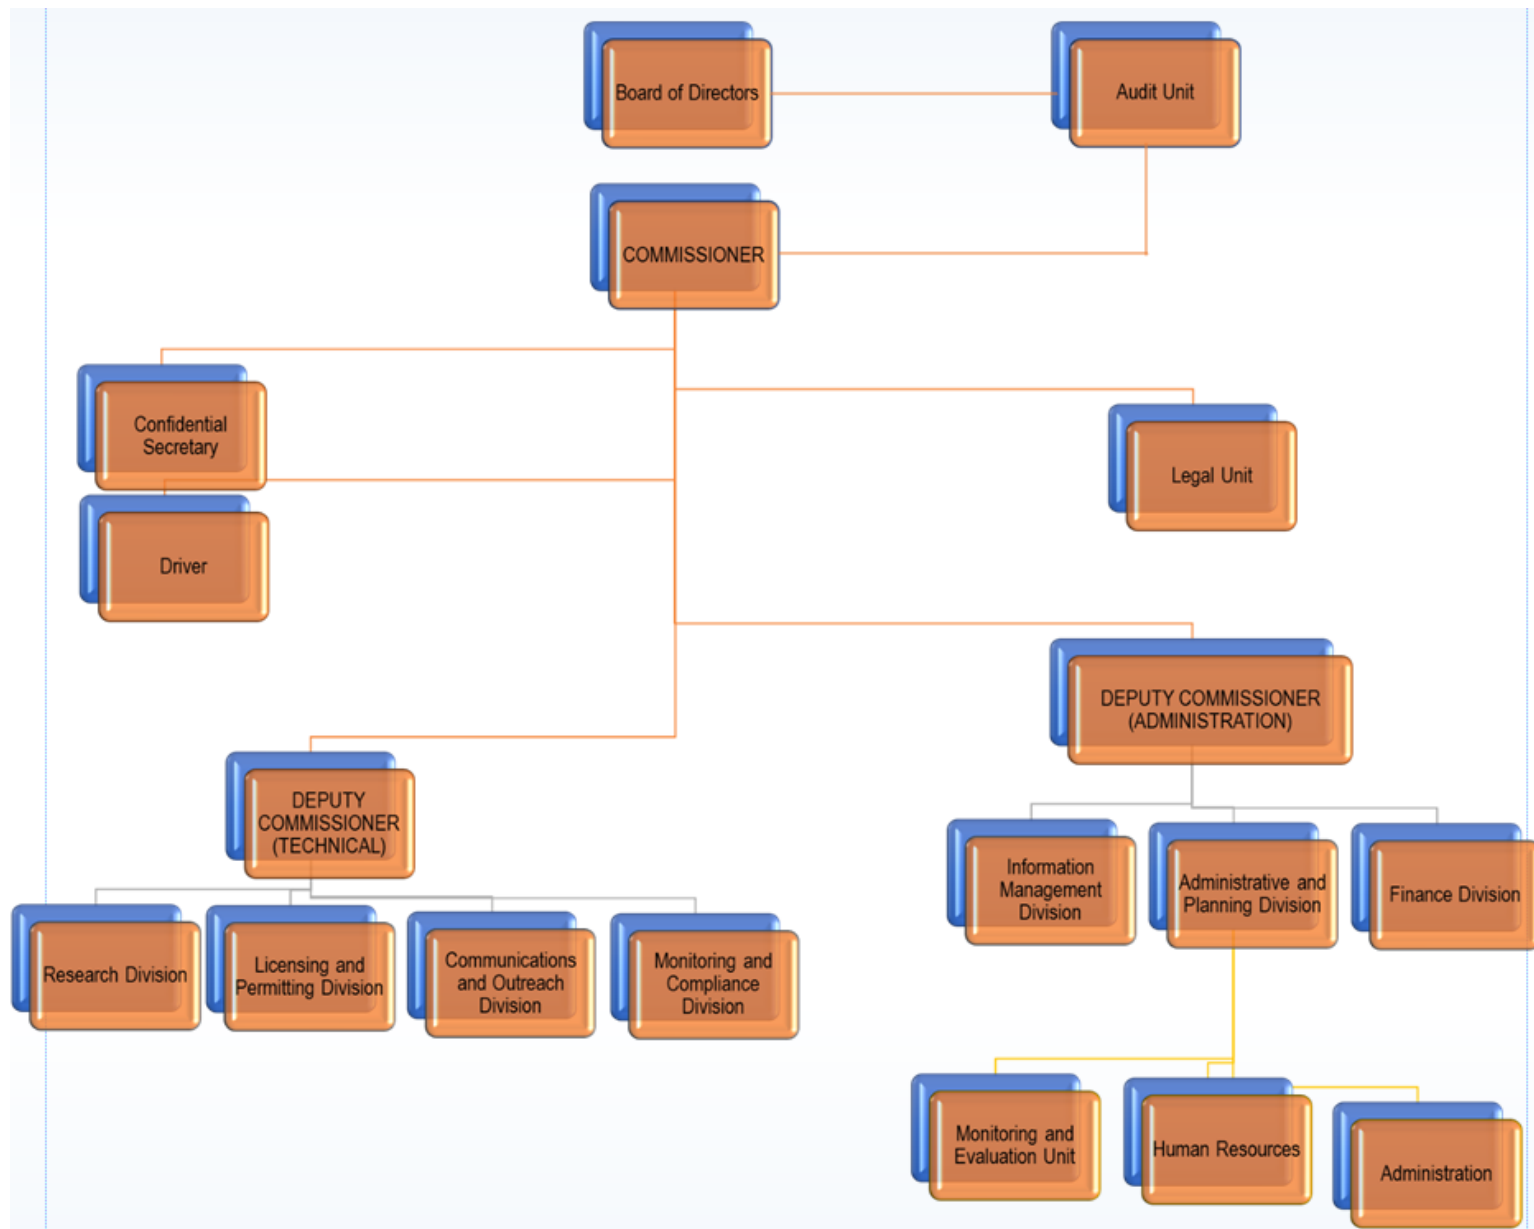 Board of Directors
Audit Unit
COMMISSIONER
Confidential
Secretary
Legal Unit
Driver
DEPUTY COMMISSIONER
(ADMINISTRATION)
DEPUTY
COMMISSIONER
(TECHNICAL)
Information
Management
Division
Administrative and
Planning Division
Finance Division
Research Division
Licensing and
Permitting Division
Communications
and Outreach
Division
Monitoring and
Compliance
Division
Monitoring and
Evaluation Unit
Human Resources
Administration